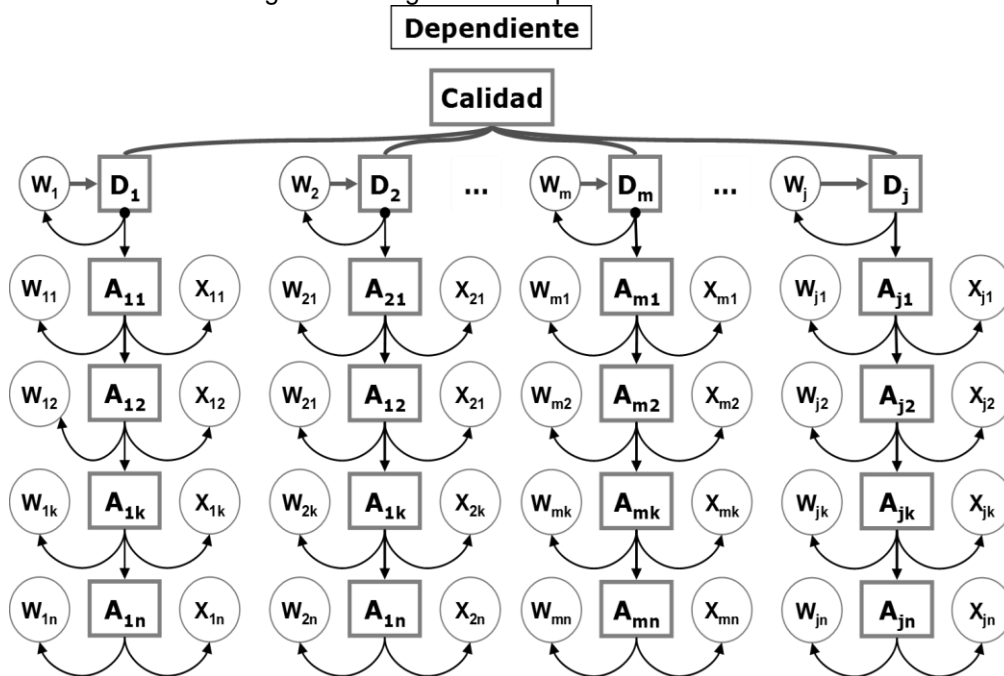 Dependiente
Calidad
W1 D1 W2 D2 ... Wm Dm ... Wj Dj
W11 A11 X11 W21 A21 X21 Wm1 Am1 Xm1 Wj1 Aj1 Xj1
W12 A12 X12 W21 A12 X21 Wm2 Am2 Xm2 Wj2 Aj2 Xj2
W1k A1k X1k W2k A1k X2k Wmk Amk Xmk Wjk Ajk Xjk
W1n A1n X1n W2n A1n X2n Wmn Amn Xmn Wjn Ajn Xjn